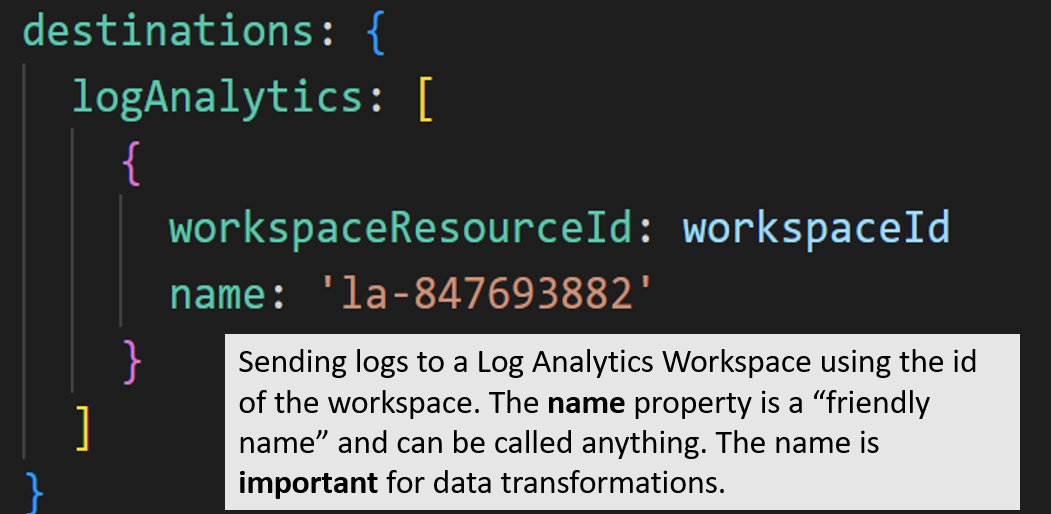 destinations: {
logAnalytics: [
{
workspaceResourceId: workspaceId
name: 'la-847693882'
}
]
}
Sending logs to a Log Analytics Workspace using the id
of the workspace. The name property is a “friendly
name” and can be called anything. The name is
important for data transformations.